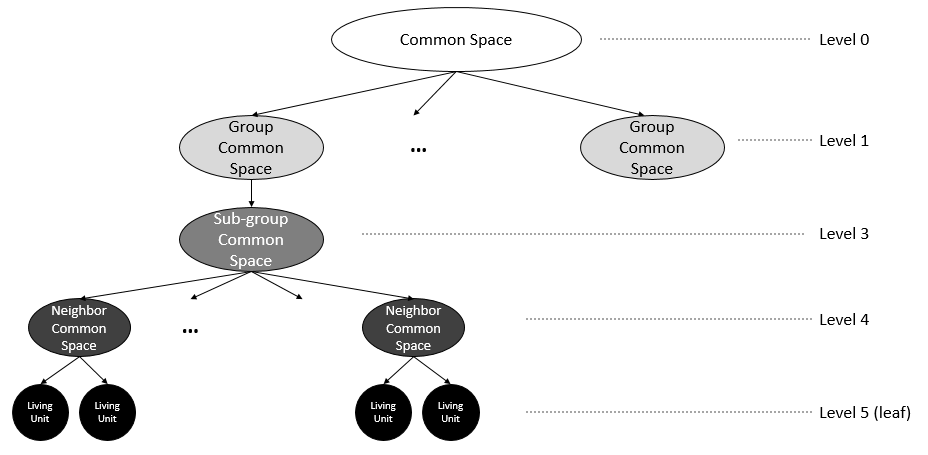 Common Space
Level 0
Group
Common
Space
...
Group
Common
Space
Level 1
Sub-group
Common
Space
Level 3
Neighbor
Common
Space
...
Neighbor
Common
Space
Level 4
Living
Unit
Living
Unit
Living
Unit
Living
Unit
Level 5 (leaf)